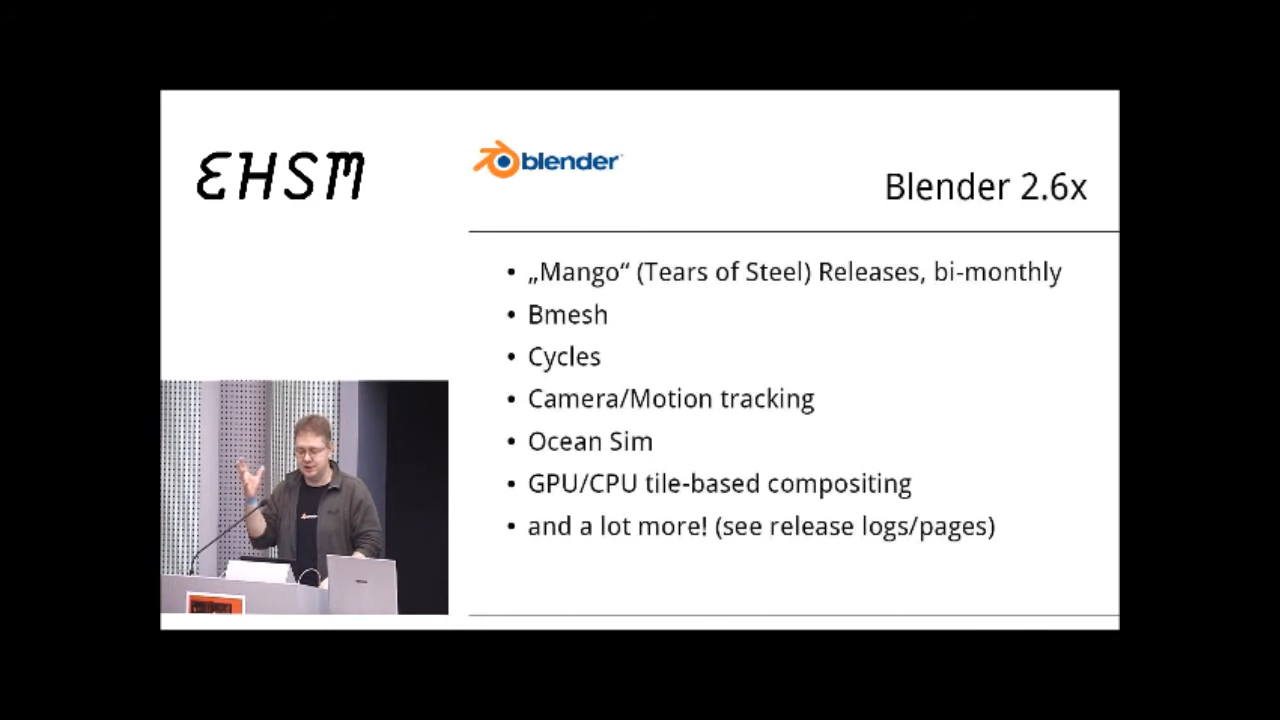 EHSM
blender
Blender 2.6x
• „Mango“ (Tears of Steel) Releases, bi-monthly
• Bmesh
• Cycles
• Camera/Motion tracking
• Ocean Sim
• GPU/CPU tile-based compositing
• and a lot more! (see release logs/pages)